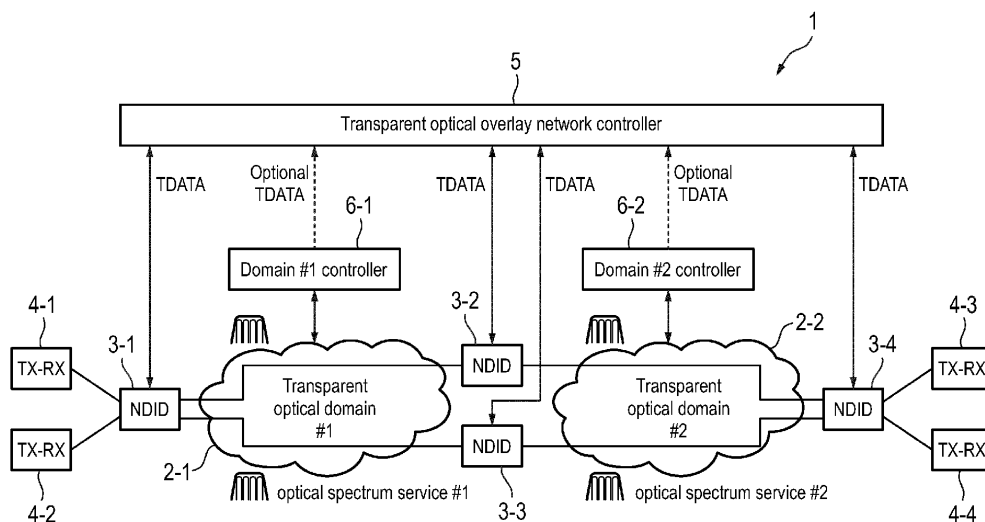 1
5
Transparent optical overlay network controller
TDATA
Optional
TDATA
TDATA
TDATA
Optional
TDATA
TDATA
6-1
6-2
Domain #1 controller
Domain #2 controller
3-2
2-2
4-1
4-3
3-1
3-4
TX-RX
NDID
TX-RX
NDID
Transparent
optical domain
#1
Transparent
optical domain
#2
NDID
NDID
TX-RX
TX-RX
2-1
4-2
optical spectrum service #1
3-3
optical spectrum service #2
4-4